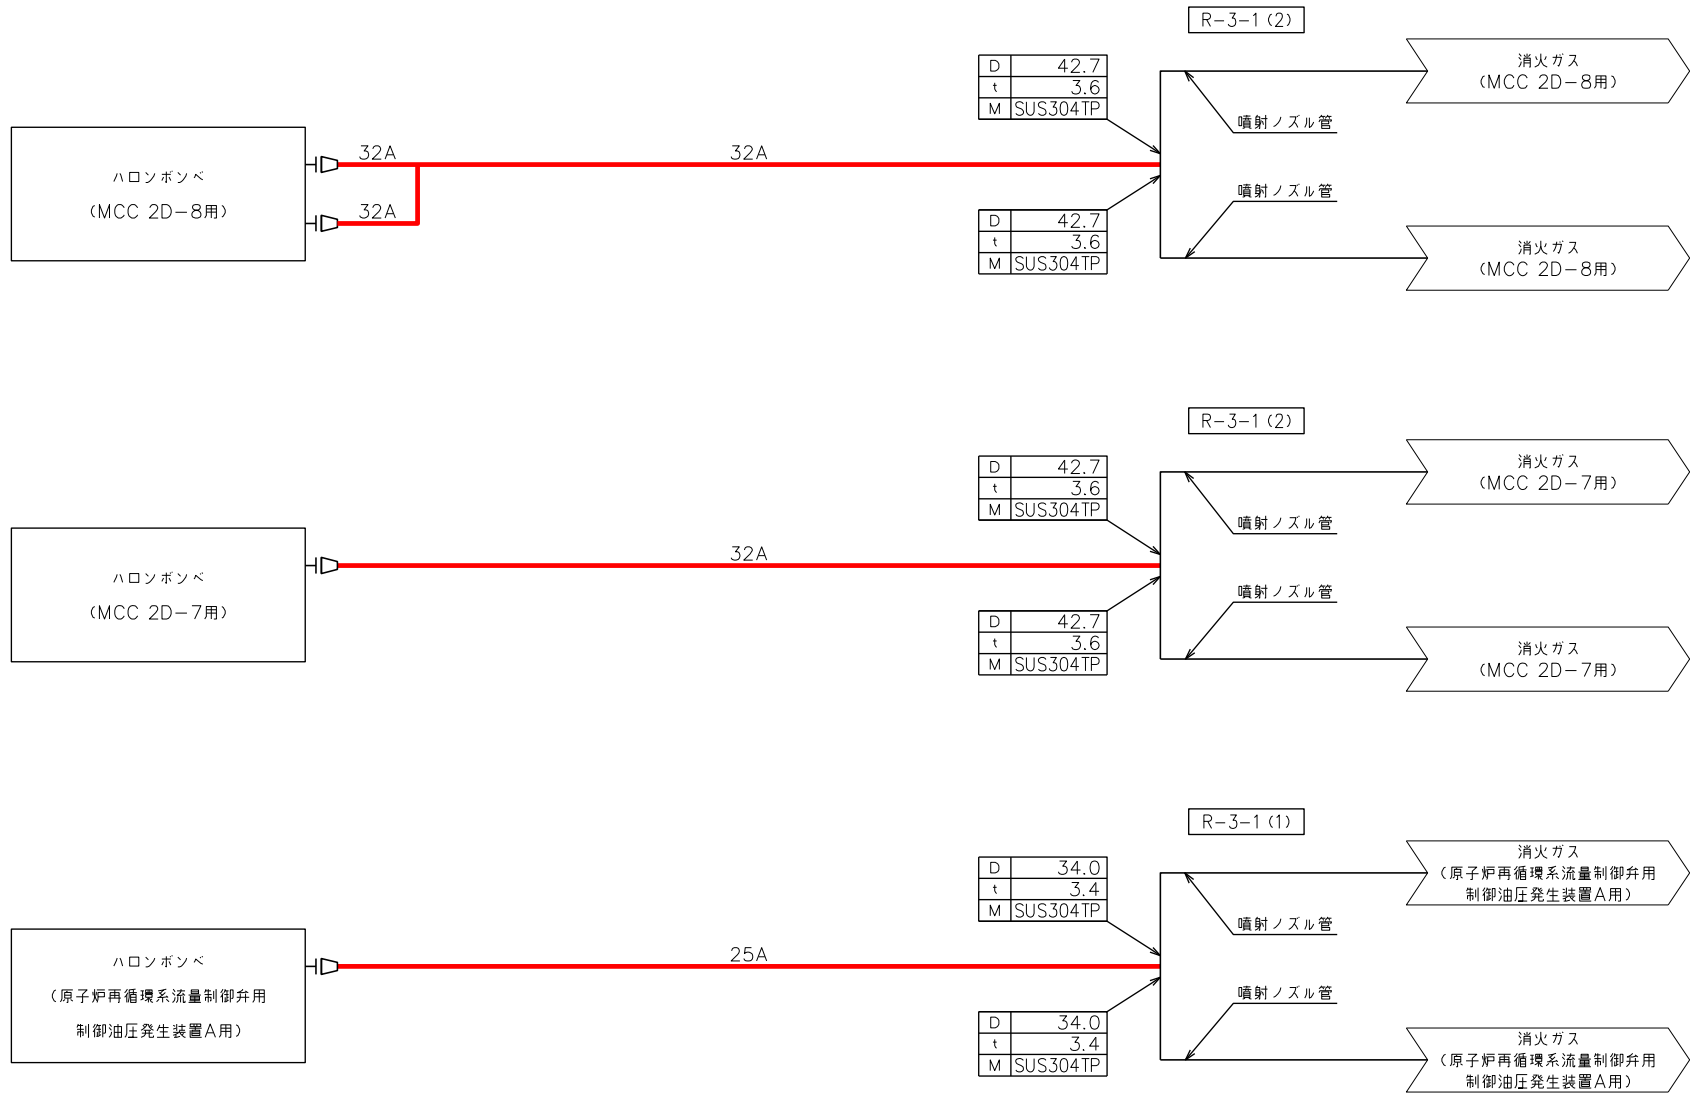 R-3-1(2)
D 42.7
t 3.6
M SUS304TP
消火ガス
(MCC 2D-8用)
噴射ノズル管
ハロンボンベ
(MCC 2D-8用)
32A
32A
32A
D 42.7
t 3.6
M SUS304TP
噴射ノズル管
消火ガス
(MCC 2D-8用)
R-3-1(2)
D 42.7
t 3.6
M SUS304TP
消火ガス
(MCC 2D-7用)
噴射ノズル管
ハロンボンベ
(MCC 2D-7用)
32A
D 42.7
t 3.6
M SUS304TP
噴射ノズル管
消火ガス
(MCC 2D-7用)
R-3-1(1)
D 34.0
t 3.4
M SUS304TP
消火ガス
(原子炉再循環系流量制御弁用
制御油圧発生装置A用)
噴射ノズル管
ハロンボンベ
(原子炉再循環系流量制御弁用
制御油圧発生装置A用)
25A
D 34.0
t 3.4
M SUS304TP
噴射ノズル管
消火ガス
(原子炉再循環系流量制御弁用
制御油圧発生装置A用)